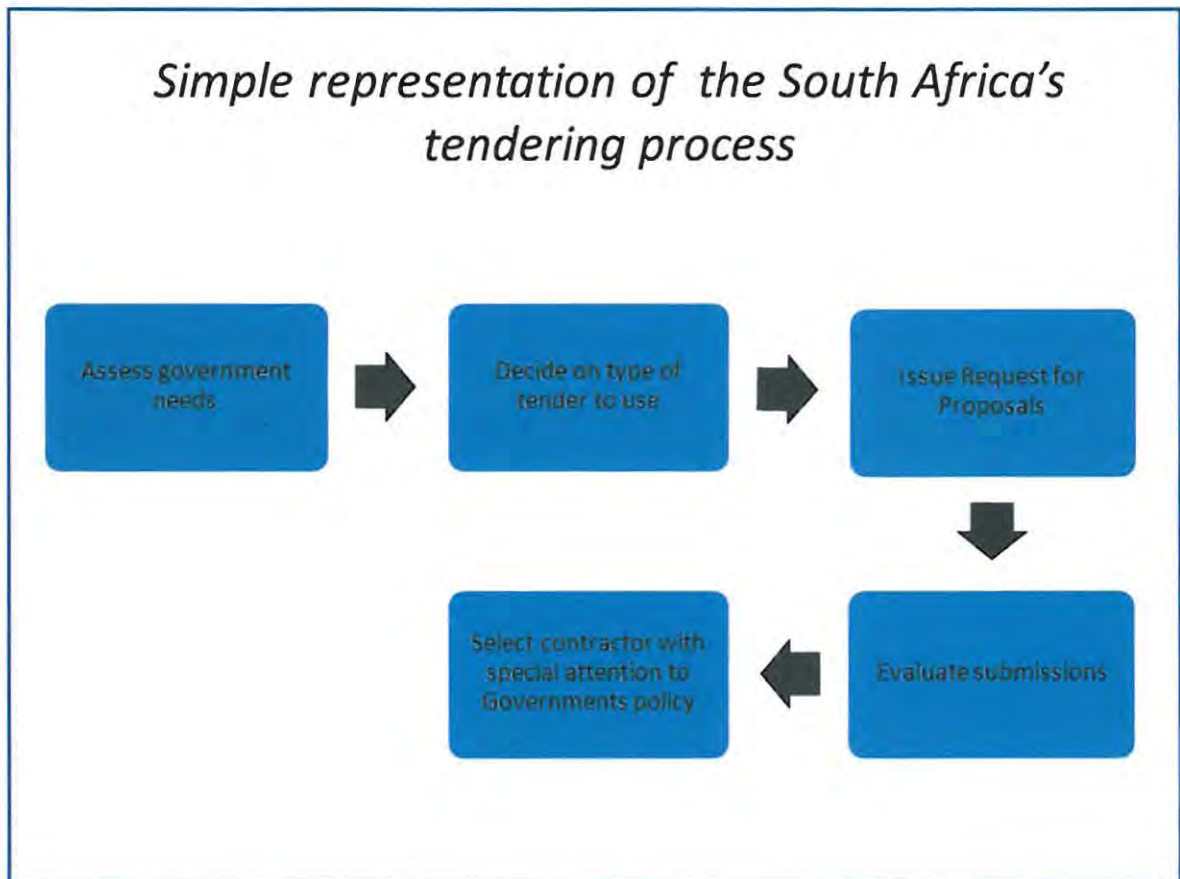 Simple representation of the South Africa's
tendering process
Assess government
needs
Decide on type of
tender to use
Issue Request for
Proposals
Select contractor with
special attention to
Governments policy
Evaluate submissions